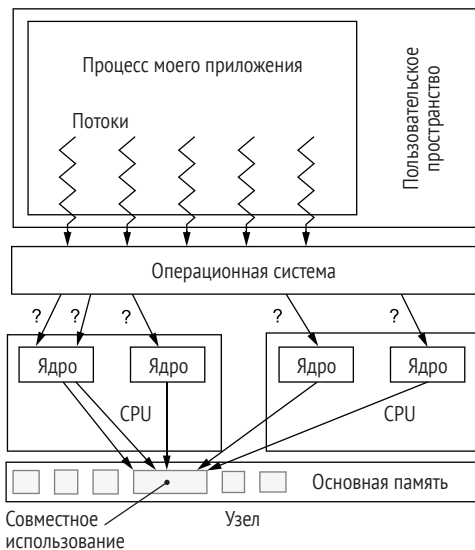 Процесс моего приложения
Потоки
Пользовательское
пространство
Операционная система
?
?
?
?
?
Ядро
Ядро
Ядро
Ядро
CPU
CPU
Основная память
Совместное
использование
Узел